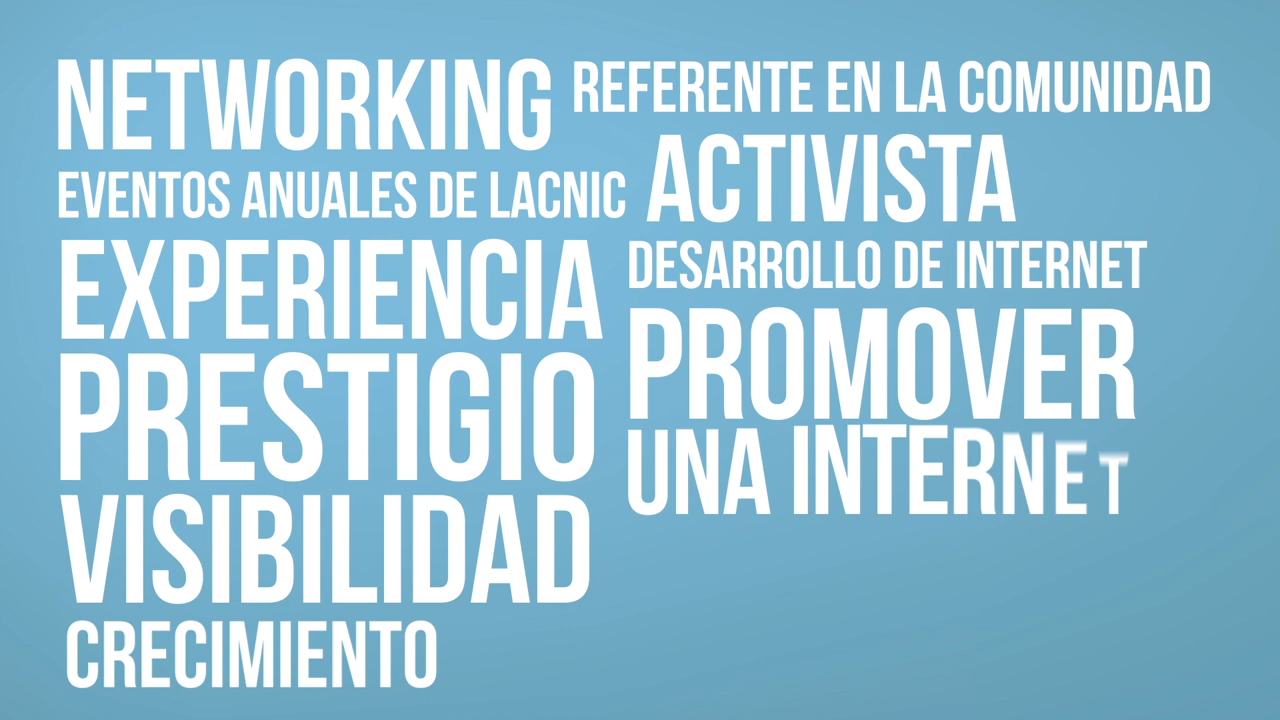 NETWORKING
EVENTOS ANUALES DE LACNIC
EXPERIENCIA
PRESTIGIO
VISIBILIDAD
CRECIMIENTO
REFERENTE EN LA COMUNIDAD
ACTIVISTA
DESARROLLO DE INTERNET
PROMOVER
UNA INTERNET